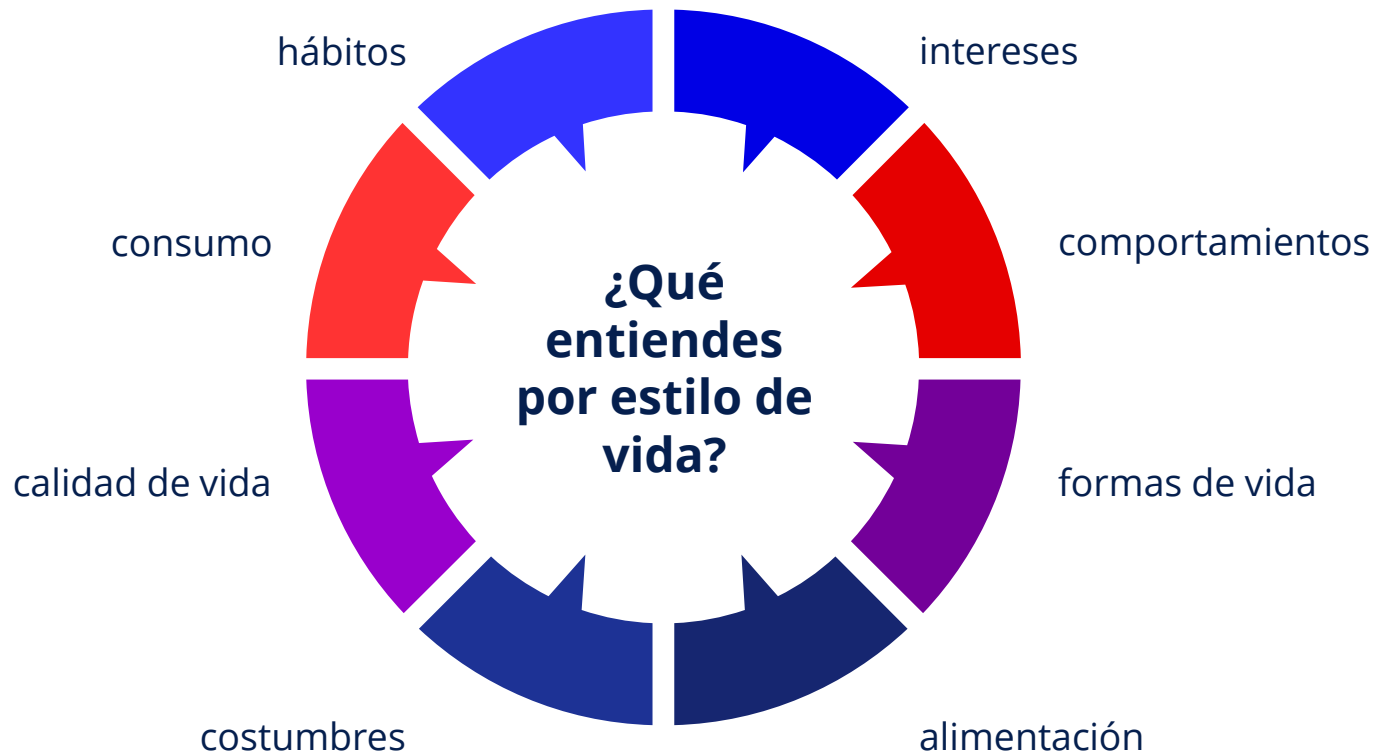 hábitos
intereses
consumo
comportamientos
¿Qué
entiendes
por estilo de
vida?
calidad de vida
formas de vida
costumbres
alimentación